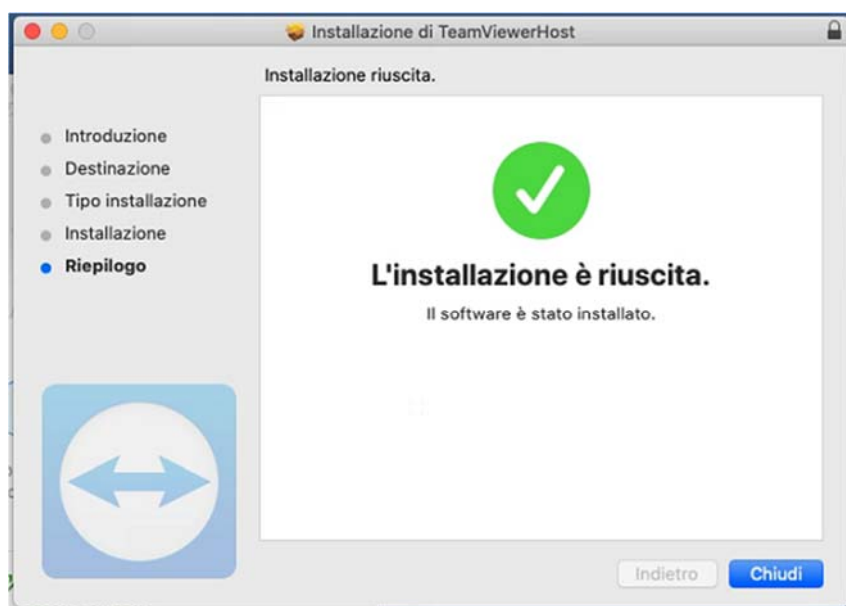 Installazione di TeamViewerHost
Installazione riuscita.
Introduzione
Destinazione
Tipo installazione
Installazione
Riepilogo
L'installazione è riuscita.
Il software è stato installato.
Indietro
Chiudi